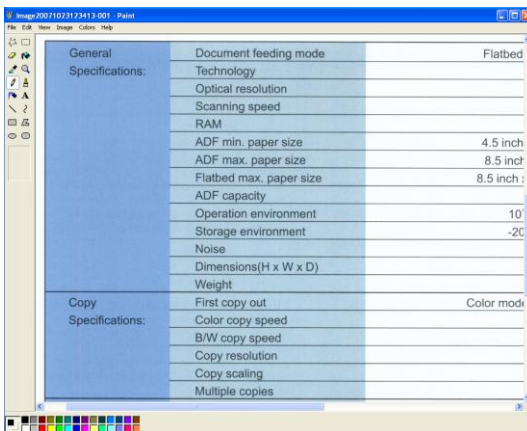 Image20071023123413-001 - Paint
File Edit View Image Colors Help
General Document feeding mode Flatbed
Specifications: Technology
Optical resolution
Scanning speed
RAM
ADF min. paper size 4.5 inch
ADF max. paper size 8.5 inch
Flatbed max. paper size 8.5 inch
ADF capacity
Operation environment 10
Storage environment -20
Noise
Dimensions(H x W x D)
Weight
Copy First copy out Color mode
Specifications: Color copy speed
B/W copy speed
Copy resolution
Copy scaling
Multiple copies